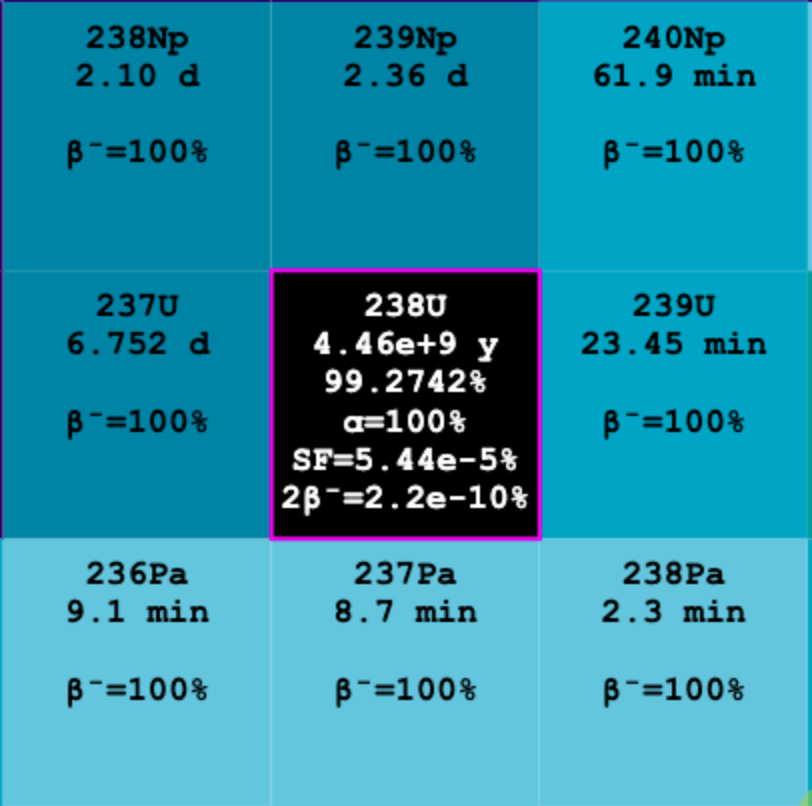 238Np
2.10 d
β⁻=100%
239Np
2.36 d
β⁻=100%
240Np
61.9 min
β⁻=100%
237U
6.752 d
β⁻=100%
238U
4.46e+9 y
99.2742%
α=100%
SF=5.44e-5%
2β⁻=2.2e-10%
239U
23.45 min
β⁻=100%
236Pa
9.1 min
β⁻=100%
237Pa
8.7 min
β⁻=100%
238Pa
2.3 min
β⁻=100%